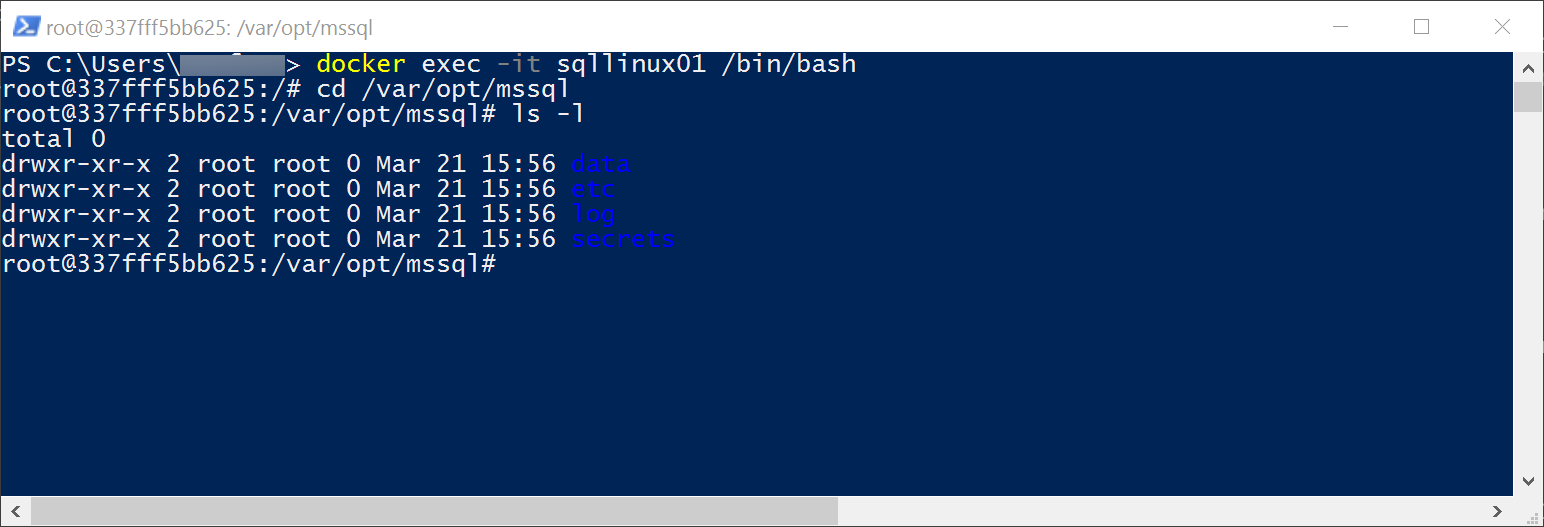 root@337fff5bb625: /var/opt/mssql
PS C:\Users\> docker exec -it sqllinux01 /bin/bash
root@337fff5bb625:/# cd /var/opt/mssql
root@337fff5bb625:/var/opt/mssql# ls -l
total 0
drwxr-xr-x 2 root root 0 Mar 21 15:56 data
drwxr-xr-x 2 root root 0 Mar 21 15:56 etc
drwxr-xr-x 2 root root 0 Mar 21 15:56 log
drwxr-xr-x 2 root root 0 Mar 21 15:56 secrets
root@337fff5bb625:/var/opt/mssql#